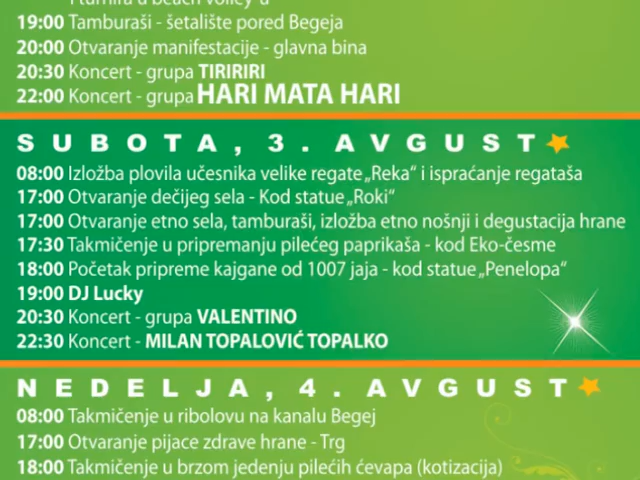 19:00 Tamburaši - šetalište pored Begeja
20:00 Otvaranje manifestacije - glavna bina
20:30 Koncert - grupa TIRIRIRI
22:00 Koncert - grupa HARI MATA HARI
SUBOTA, 3. AVGUST
08:00 Izložba plovila učesnika velike regate „Reka“ i ispraćanje regataša
17:00 Otvaranje dečijeg sela - Kod statue „Roki“
17:00 Otvaranje etno sela, tamburaši, izložba etno nošnji i degustacija hrane
17:30 Takmičenje u pripremanju pilećeg paprikaša - kod Eko-česme
18:00 Početak pripreme kajgane od 1007 jaja - kod statue „Penelopa“
19:00 DJ Lucky
20:30 Koncert - grupa VALENTINO
22:30 Koncert - MILAN TOPALOVIĆ TOPALKO
NEDELJA, 4. AVGUST
08:00 Takmičenje u ribolovu na kanalu Begej
17:00 Otvaranje pijace zdrave hrane - Trg
18:00 Takmičenje u brzom jedenju pilećih ćevapa (kotizacija)